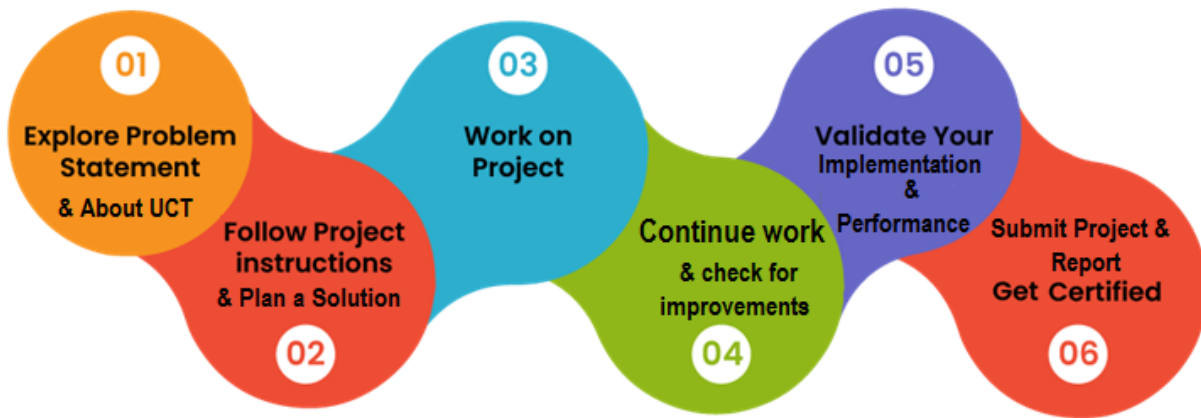 01
Explore Problem
Statement
& About UCT
Follow Project
instructions
& Plan a Solution
02
03
Work on
Project
Continue work
& check for
improvements
04
05
Validate Your
Implementation
&
Performance
Submit Project &
Report
Get Certified
06